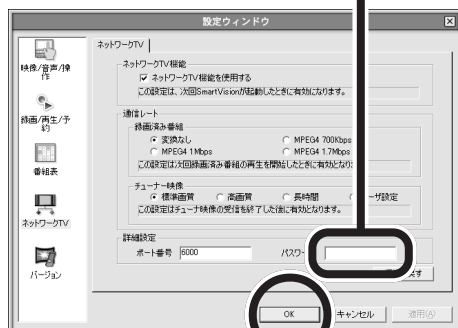 設定ウィンドウ
映像/音声/操作
録画/再生/予約
番組表
ネットワークTV
バージョン
ネットワークTV
ネットワークTV機能
ネットワークTV機能を使用する
この設定は、次回SmartVisionが起動したときに有効になります。
通信レート
録画済み番組
変換なし
MPEG4 700Kbps
MPEG4 1Mbps
MPEG4 1.7Mbps
この設定は次回録画済み番組の再生を開始したときに有効となり
チューナー映像
標準画質
高画質
長時間
ーザ設定
この設定はチューナ映像の受信を終了した後に有効となります。
詳細設定
ポート番号 6000
パスワー
す
OK
キャンセル
適用(A)